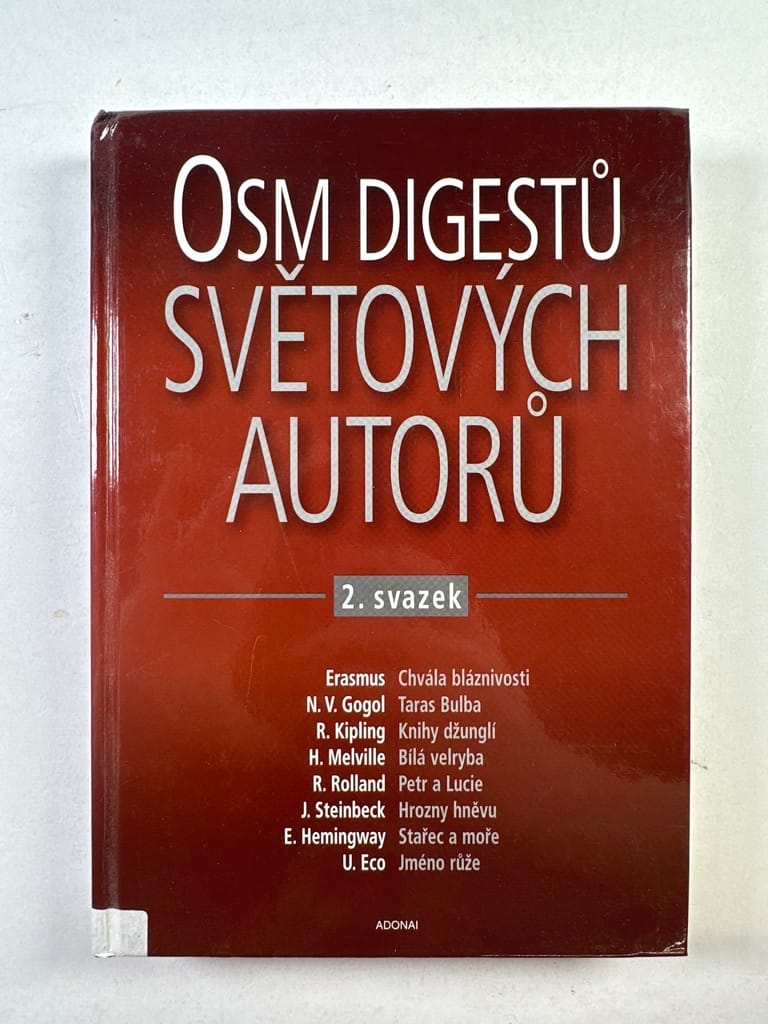 OSM DIGESTŮ
SVĚTOVÝCH
AUTORŮ
2. svazek
Erasmus Chvála bláznivosti
N. V. Gogol Taras Bulba
R. Kipling Knihy džunglí
H. Melville Bílá velryba
R. Rolland Petr a Lucie
J. Steinbeck Hrozny hněvu
E. Hemingway Stařec a moře
U. Eco Jméno růže
ADONAI